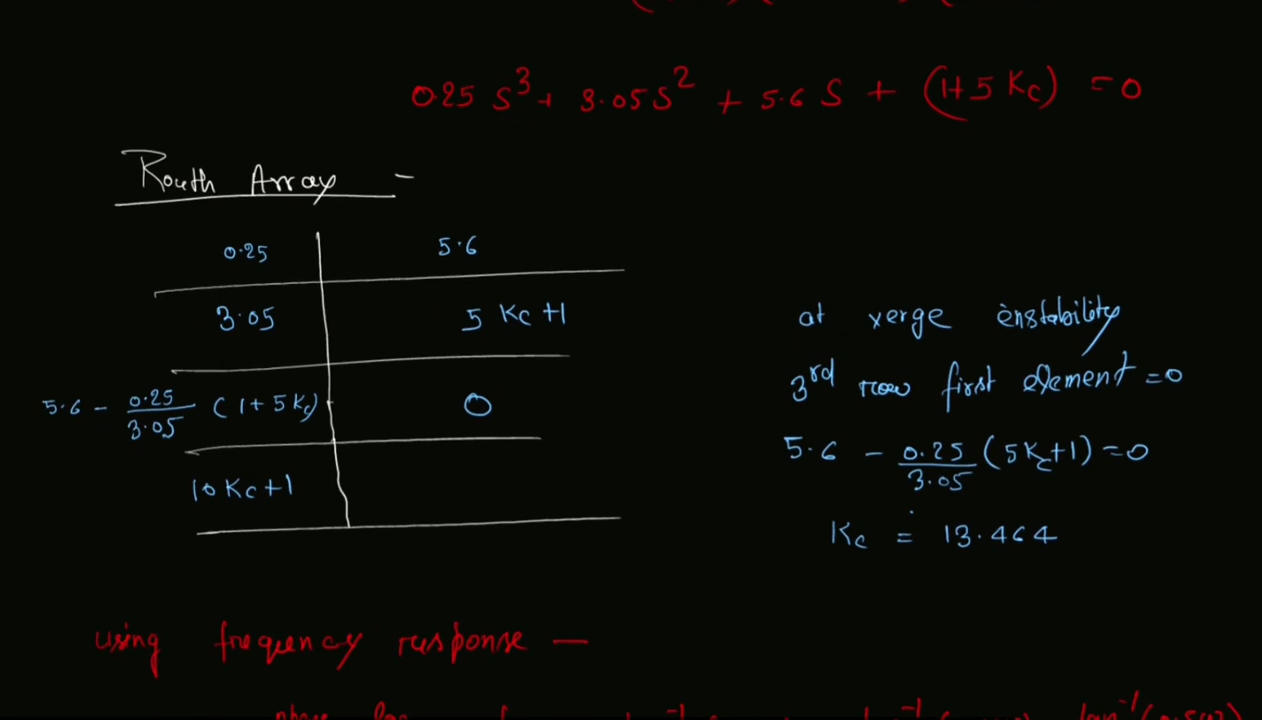 0.25 S³ + 3.05 S² + 5.6 S + (1+5 Kc) = 0
Routh Array -
0.25 5.6
3.05 5 Kc +1
5.6 - 0.25/3.05 (1+5 Kc) 0
10 Kc+1
at verge instability
3rd row first element = 0
5.6 - 0.25/3.05 (5Kc+1) = 0
Kc = 13.464
using frequency response —